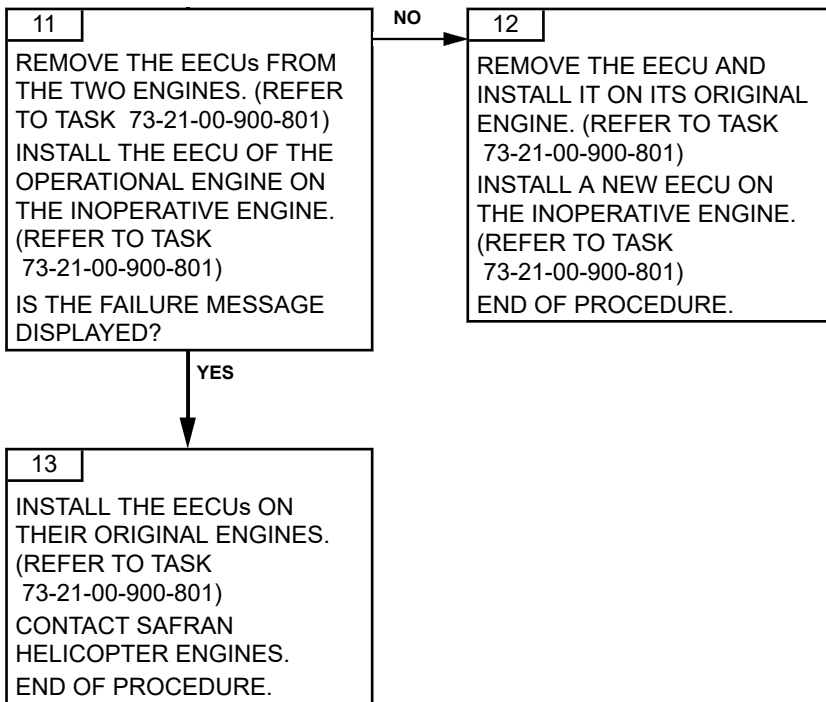 11
REMOVE THE EECUs FROM
THE TWO ENGINES. (REFER
TO TASK 73-21-00-900-801)
INSTALL THE EECU OF THE
OPERATIONAL ENGINE ON
THE INOPERATIVE ENGINE.
(REFER TO TASK
73-21-00-900-801)
IS THE FAILURE MESSAGE
DISPLAYED?
NO
12
REMOVE THE EECU AND
INSTALL IT ON ITS ORIGINAL
ENGINE. (REFER TO TASK
73-21-00-900-801)
INSTALL A NEW EECU ON
THE INOPERATIVE ENGINE.
(REFER TO TASK
73-21-00-900-801)
END OF PROCEDURE.
YES
13
INSTALL THE EECUs ON
THEIR ORIGINAL ENGINES.
(REFER TO TASK
73-21-00-900-801)
CONTACT SAFRAN
HELICOPTER ENGINES.
END OF PROCEDURE.